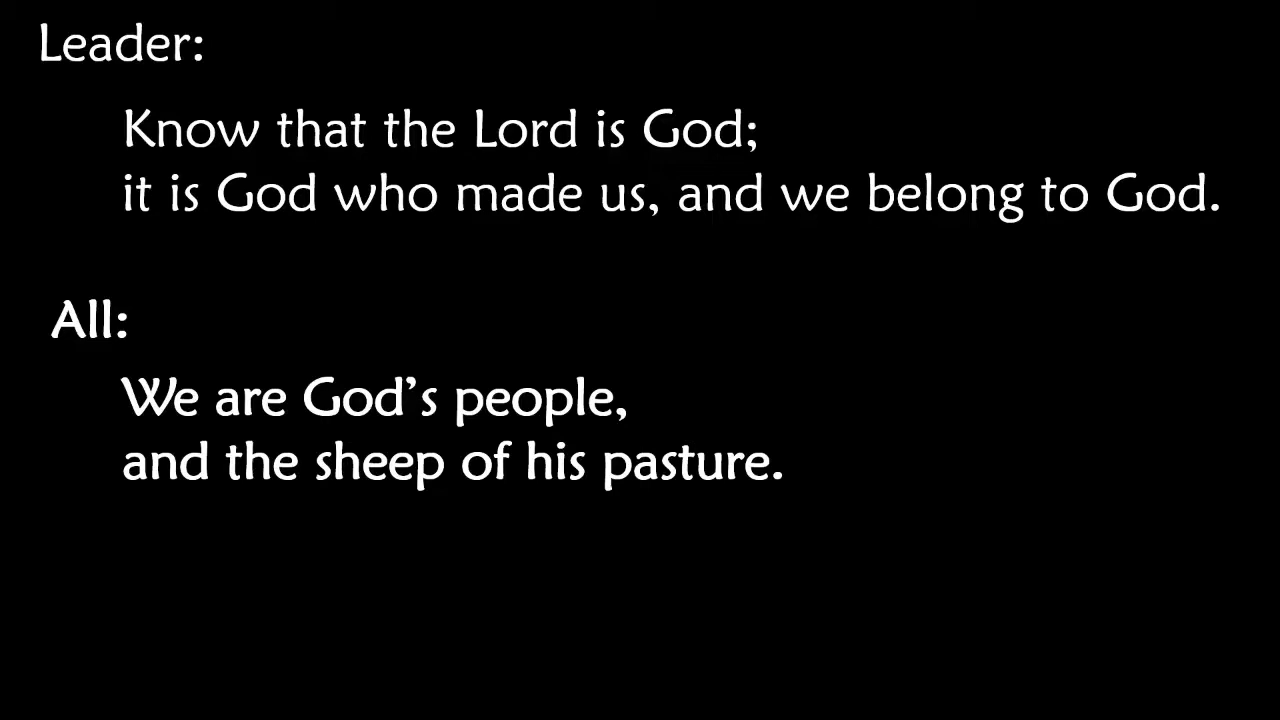 Leader:
Know that the Lord is God;
it is God who made us, and we belong to God.
All:
We are God’s people,
and the sheep of his pasture.